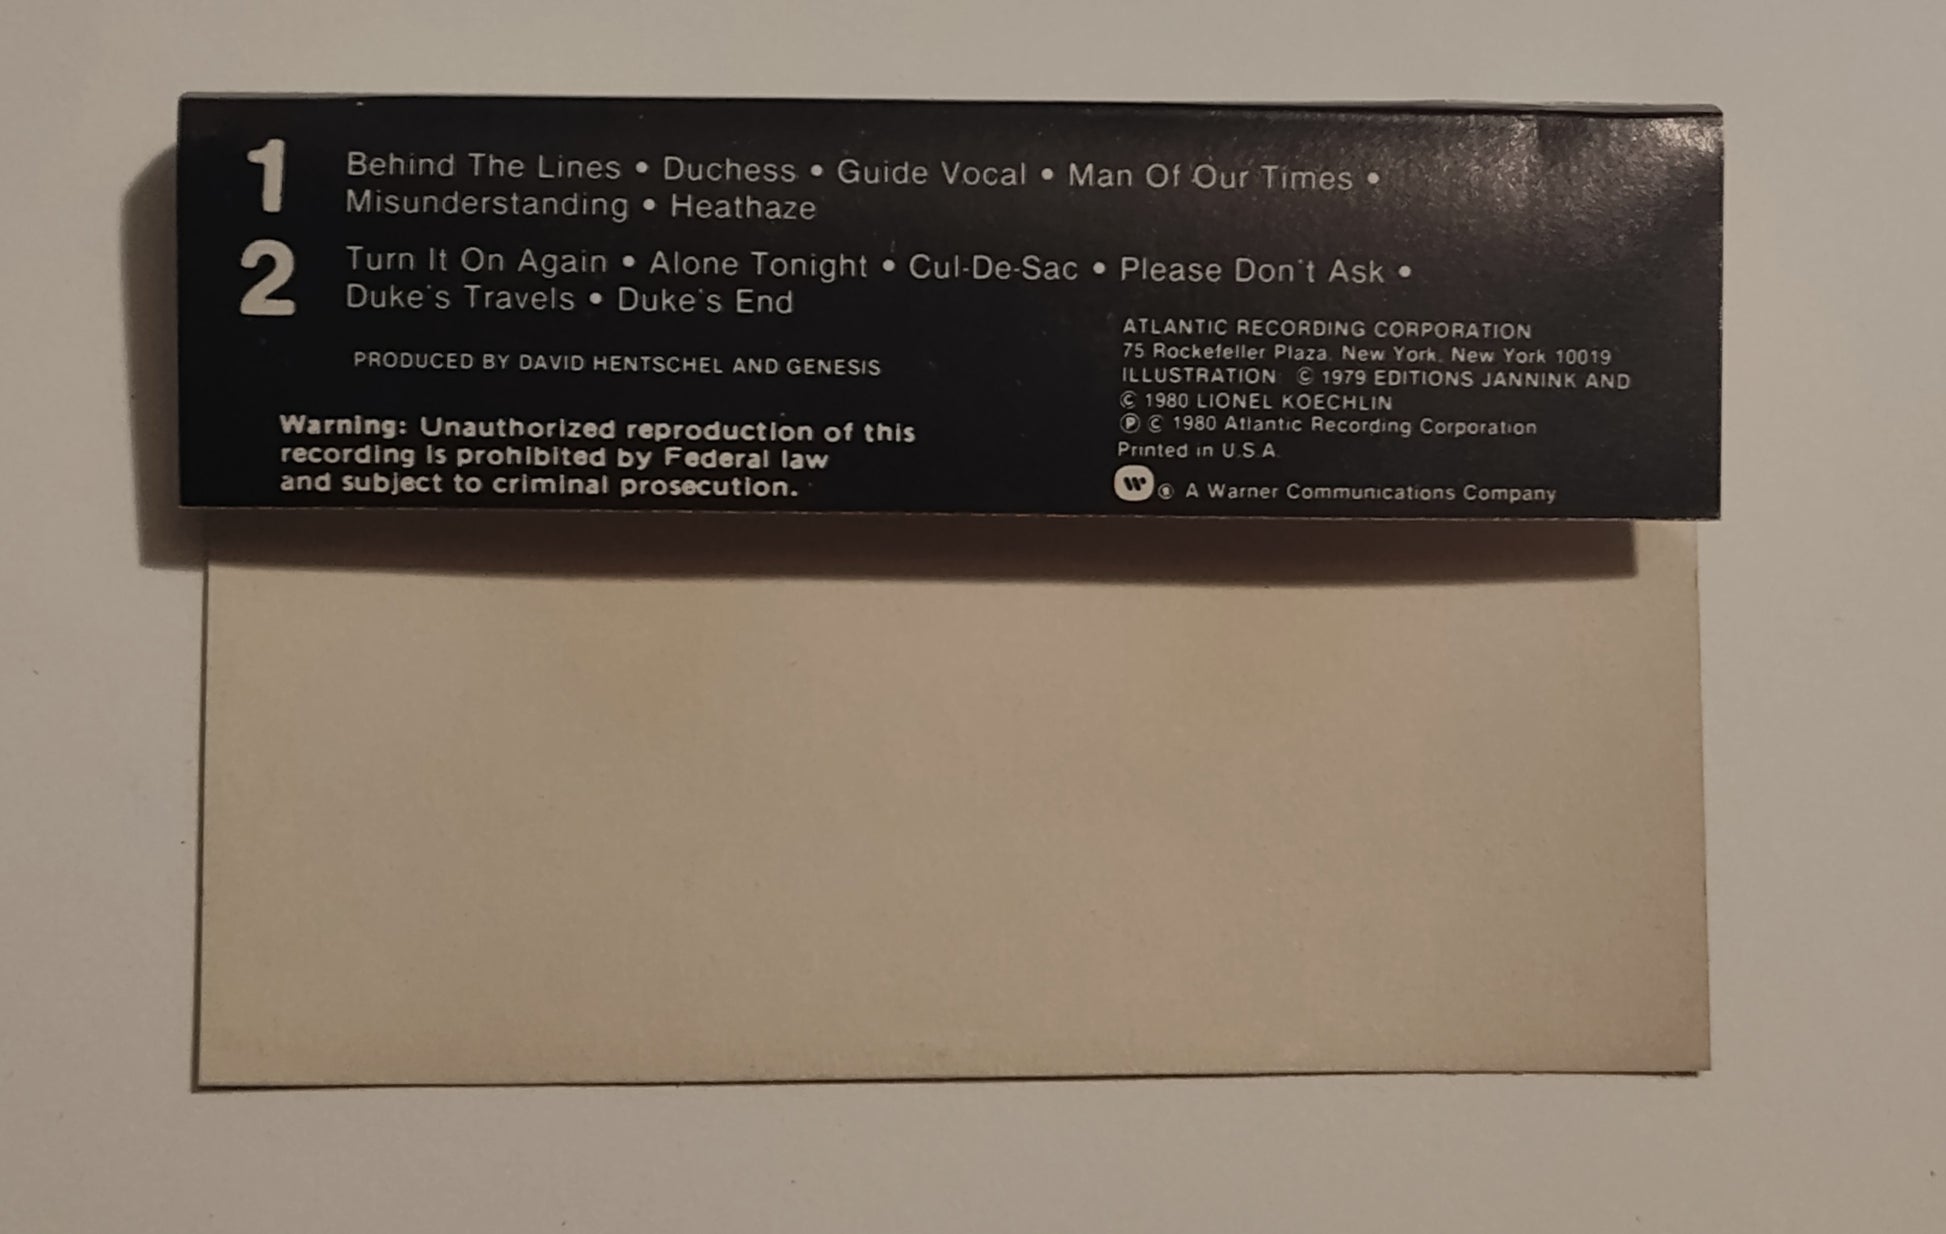 1
Behind The Lines • Duchess • Guide Vocal • Man Of Our Times •
Misunderstanding • Heathaze
2
Turn It On Again • Alone Tonight • Cul-De-Sac • Please Don't Ask •
Duke's Travels • Duke's End
PRODUCED BY DAVID HENTSCHEL AND GENESIS
Warning: Unauthorized reproduction of this
recording is prohibited by Federal law
and subject to criminal prosecution.
ATLANTIC RECORDING CORPORATION
75 Rockefeller Plaza, New York, New York 10019
ILLUSTRATION: © 1979 EDITIONS JANNINK AND
© 1980 LIONEL KOECHLIN
℗ © 1980 Atlantic Recording Corporation
Printed in U.S.A.
W ® A Warner Communications Company